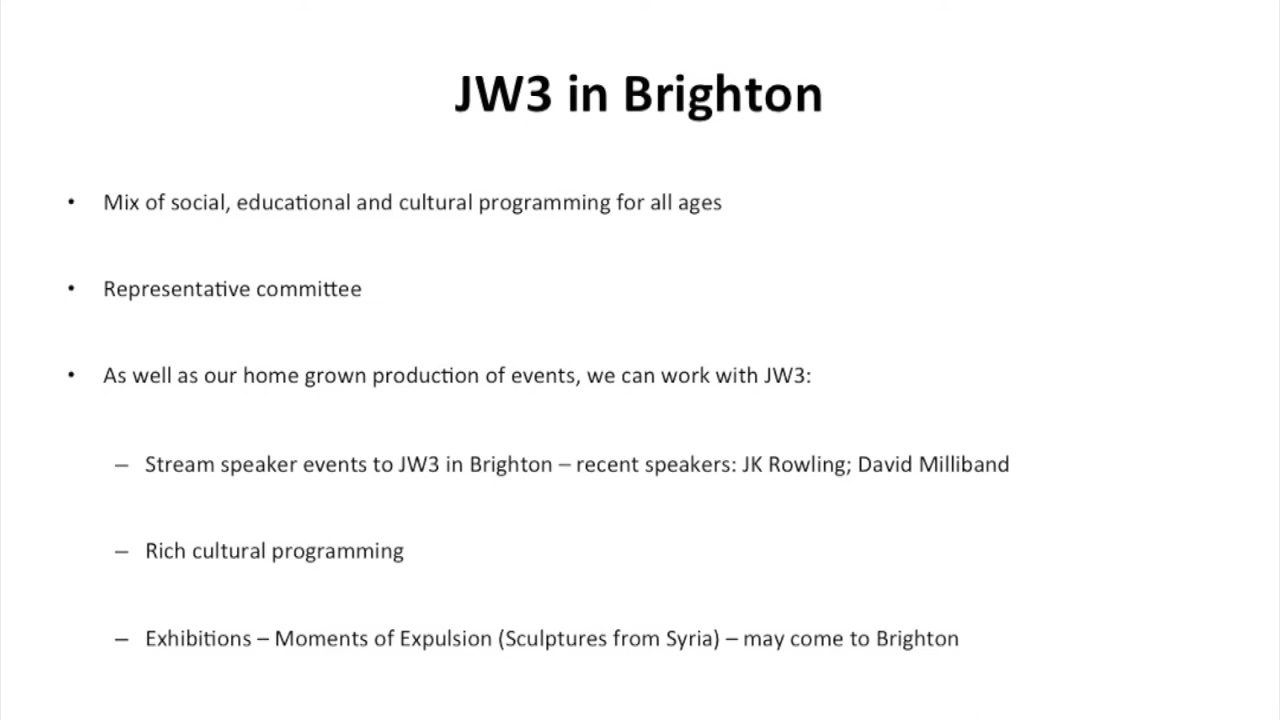 JW3 in Brighton
• Mix of social, educational and cultural programming for all ages
• Representative committee
• As well as our home grown production of events, we can work with JW3:
– Stream speaker events to JW3 in Brighton – recent speakers: JK Rowling; David Milliband
– Rich cultural programming
– Exhibitions – Moments of Expulsion (Sculptures from Syria) – may come to Brighton